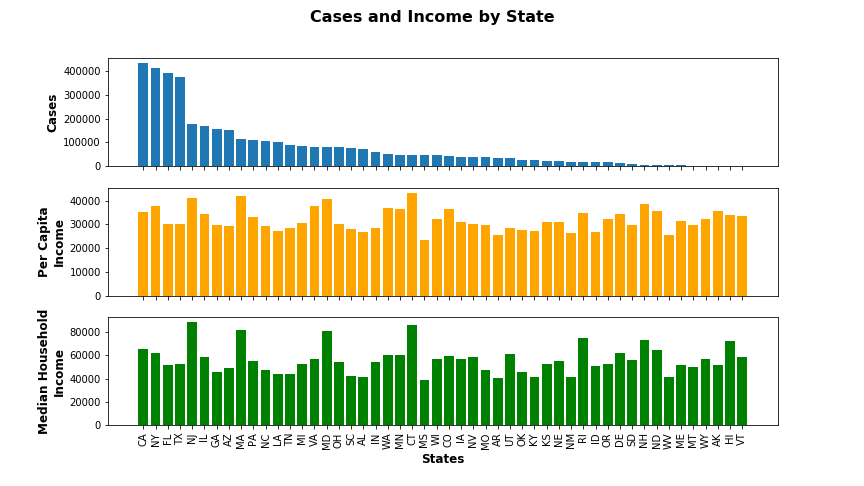 Cases and Income by State
Cases
400000
300000
200000
100000
0
Per Capita
Income
40000
30000
20000
10000
0
Median Household
Income
80000
60000
40000
20000
0
CA NY FL TX NJ IL GA AZ MA PA NC LA TN MI VA MD OH SC AL IN WA MN CT MS WI CO IA NV MO AR UT OK KY KS NE NM RI ID OR DE SD NH ND WV ME MT WY AK HI VT
States